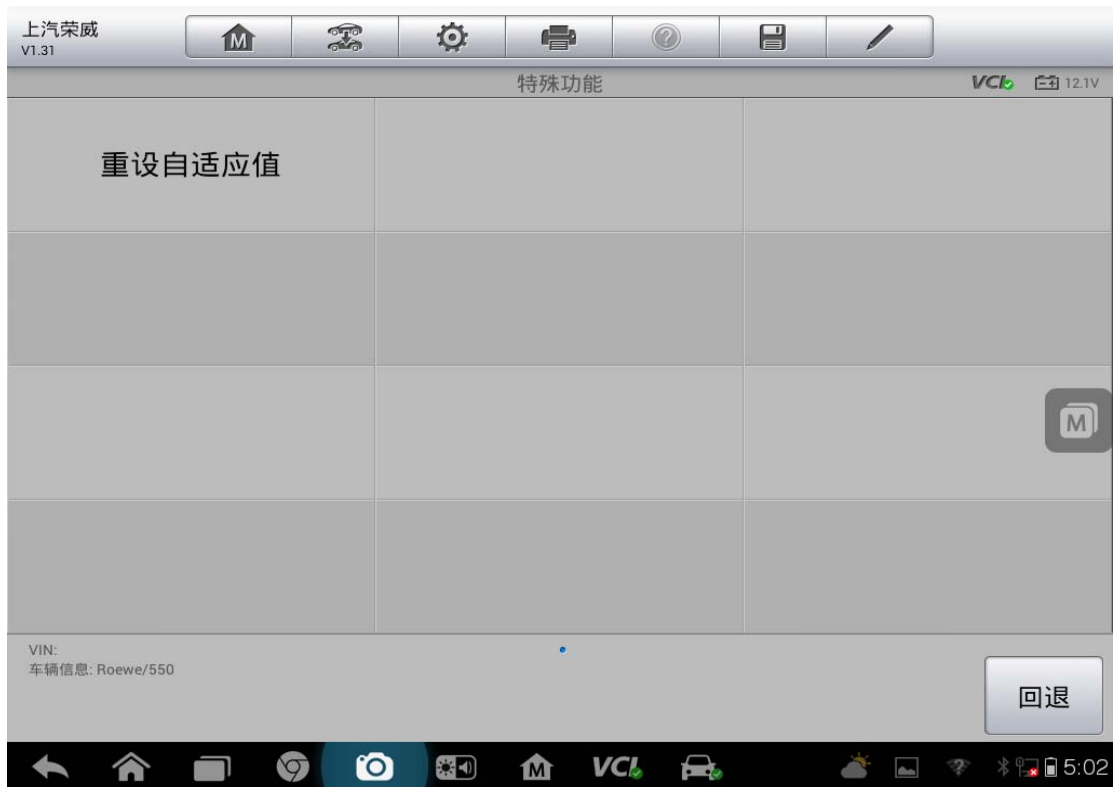 上汽荣威
V1.31
M
特殊功能
VCI
12.1V
重设自适应值
M
VIN:
车辆信息: Roewe/550
回退
M
VCI
5:02